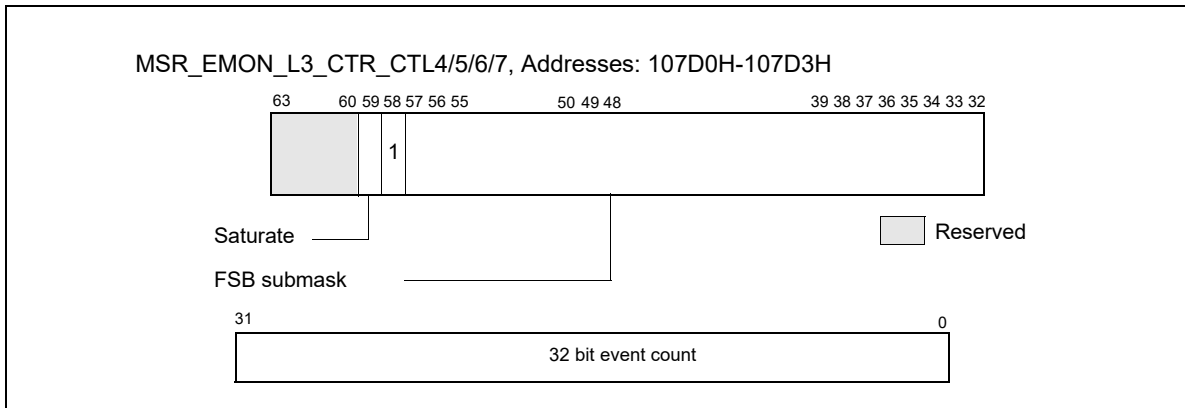 MSR_EMON_L3_CTR_CTL4/5/6/7, Addresses: 107D0H-107D3H
63 60 59 58 57 56 55 50 49 48 39 38 37 36 35 34 33 32
1
Saturate
Reserved
FSB submask
31 0
32 bit event count